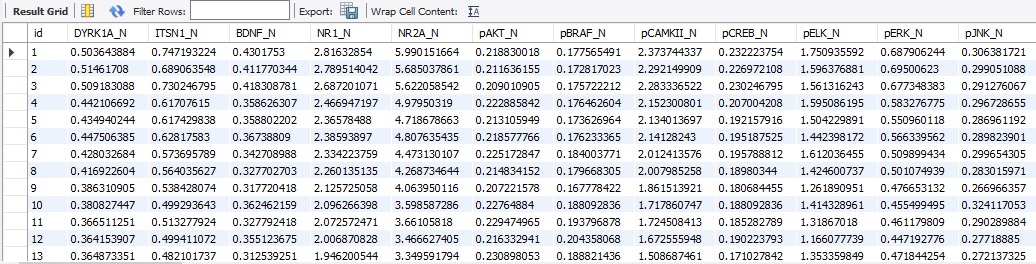 Result Grid Filter Rows: Export: Wrap Cell Content:
id DYRK1A_N ITSN1_N BDNF_N NR1_N NR2A_N pAKT_N pBRAF_N pCAMKII_N pCREB_N pELK_N pERK_N pJNK_N
1 0.503643884 0.747193224 0.4301753 2.81632854 5.990151664 0.218830018 0.177565491 2.373744337 0.232223754 1.750935592 0.687906244 0.306381721
2 0.51461708 0.689063548 0.411770344 2.789514042 5.685037861 0.211636155 0.172817023 2.292149909 0.226972108 1.596376881 0.69500623 0.299051088
3 0.509183088 0.730246795 0.418308781 2.687201071 5.622058542 0.209010905 0.175722212 2.283336522 0.230246795 1.561316243 0.677348383 0.291276067
4 0.442106692 0.61707615 0.358626307 2.466947197 4.97950319 0.222885842 0.176462604 2.152300801 0.207004208 1.595086195 0.583276775 0.296728655
5 0.434940244 0.617429838 0.358802202 2.36578488 4.718678663 0.213105949 0.173626964 2.134013697 0.192157916 1.504229891 0.550960118 0.286961192
6 0.447506385 0.62817583 0.36738809 2.38593897 4.807635435 0.218577766 0.176233365 2.14128243 0.195187525 1.442398172 0.566339562 0.289823901
7 0.428032684 0.573695789 0.342708988 2.334223759 4.473130107 0.225172847 0.184003771 2.012413576 0.195788812 1.612036455 0.509899434 0.299654305
8 0.416922604 0.564035627 0.327702703 2.260135135 4.268734644 0.214834152 0.179668305 2.007985258 0.18980344 1.424600737 0.501074939 0.283015971
9 0.386310905 0.538428074 0.317720418 2.125725058 4.063950116 0.207221578 0.167778422 1.861513921 0.180684455 1.261890951 0.476653132 0.266966357
10 0.380827447 0.499293643 0.362462159 2.096266398 3.598587286 0.22764884 0.188092836 1.717860747 0.188092836 1.414328961 0.455499495 0.324117053
11 0.366511251 0.513277924 0.327792418 2.072572471 3.66105818 0.229474965 0.193796878 1.724508413 0.185282789 1.31867018 0.461179809 0.290289884
12 0.364153907 0.499411072 0.355123675 2.006870828 3.466627405 0.216332941 0.204358068 1.672555948 0.190223793 1.166077739 0.447192776 0.27718885
13 0.364873351 0.482101737 0.312539251 1.946200544 3.349591794 0.230898053 0.188821436 1.508687461 0.171027842 1.353359849 0.471844254 0.272137325